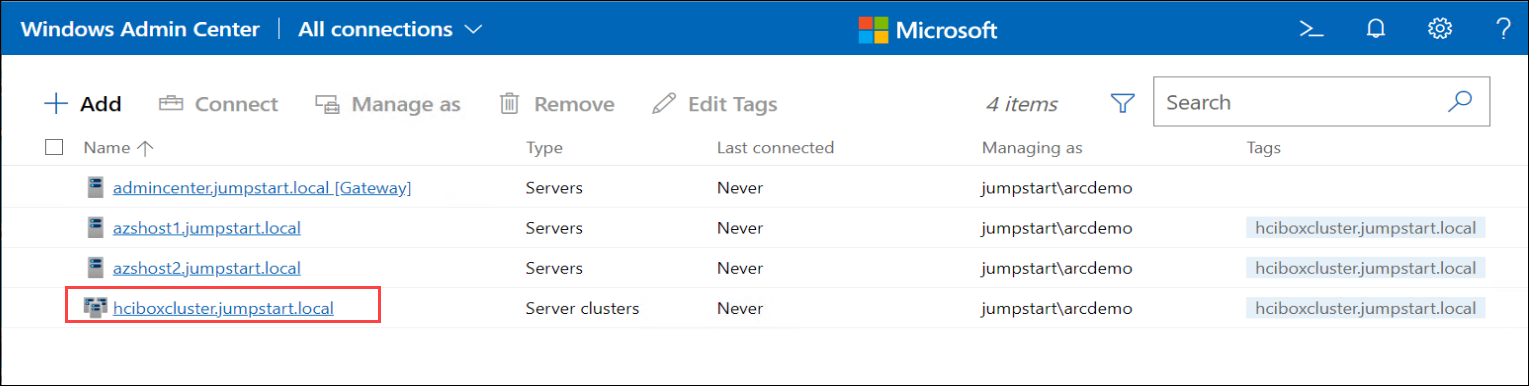 Windows Admin Center All connections Microsoft >_ ?
+ Add Connect Manage as Remove Edit Tags 4 items Search
Name ↑ Type Last connected Managing as Tags
admincenter.jumpstart.local [Gateway] Servers Never jumpstart\arcdemo
azshost1.jumpstart.local Servers Never jumpstart\arcdemo hciboxcluster.jumpstart.local
azshost2.jumpstart.local Servers Never jumpstart\arcdemo hciboxcluster.jumpstart.local
hciboxcluster.jumpstart.local Server clusters Never jumpstart\arcdemo hciboxcluster.jumpstart.local